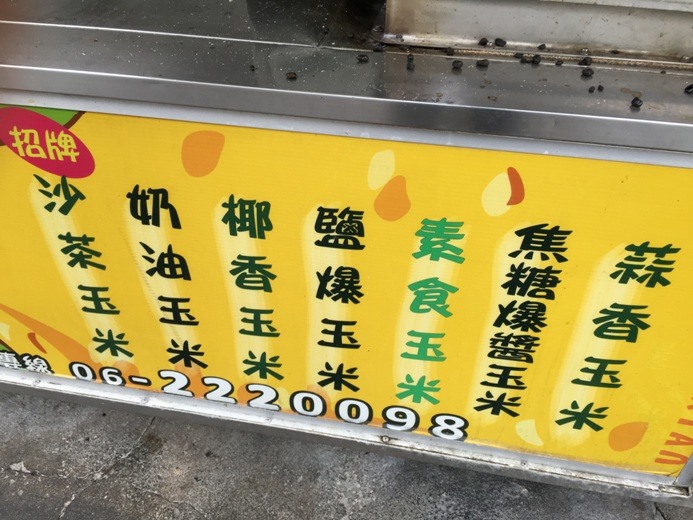 招牌
沙茶玉米
奶油玉米
椰香玉米
鹽爆玉米
素食玉米
焦糖爆醬玉米
蒜香玉米
專線 06-2220098